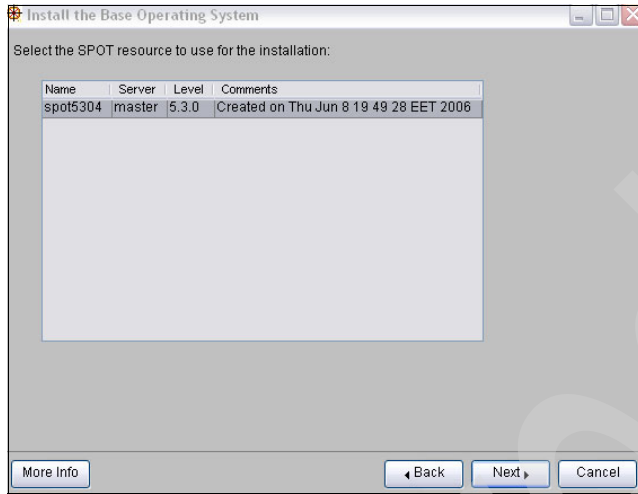 Install the Base Operating System
Select the SPOT resource to use for the installation:
Name Server Level Comments
spot5304 master 5.3.0 Created on Thu Jun 8 19 49 28 EET 2006
More Info Back Next Cancel